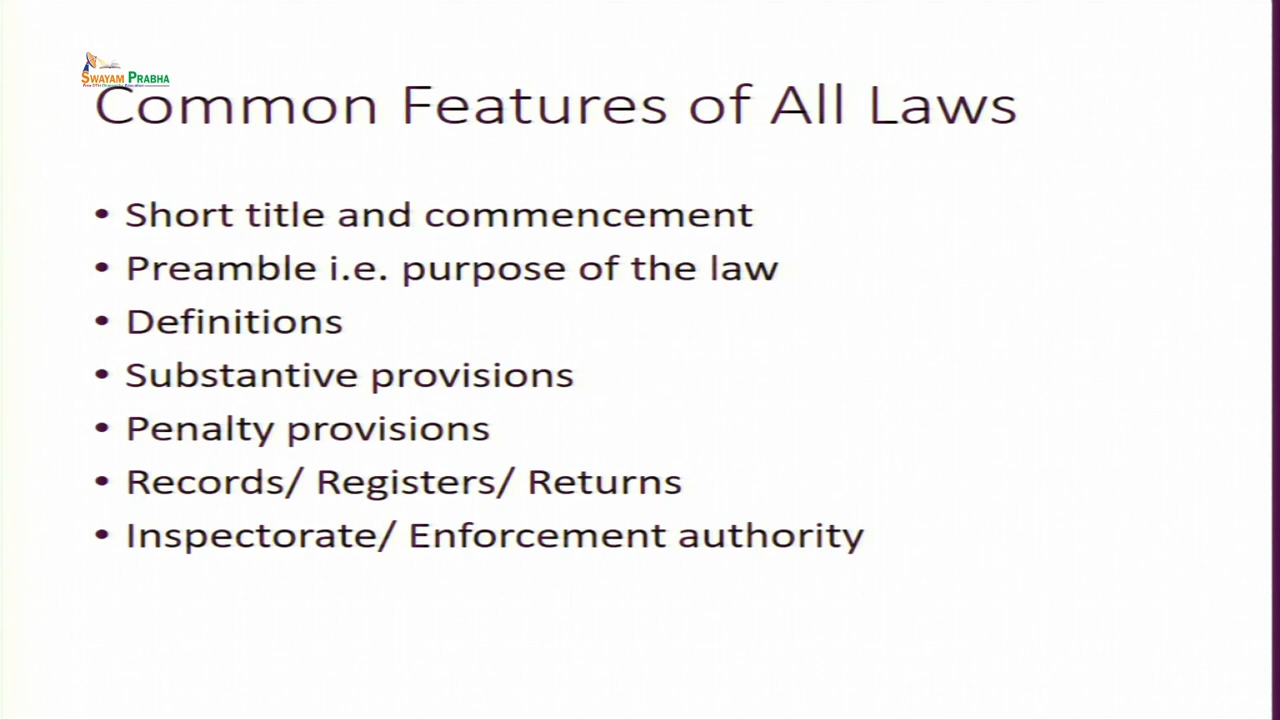 SWAYAM PRABHA
Common Features of All Laws
• Short title and commencement
• Preamble i.e. purpose of the law
• Definitions
• Substantive provisions
• Penalty provisions
• Records/ Registers/ Returns
• Inspectorate/ Enforcement authority